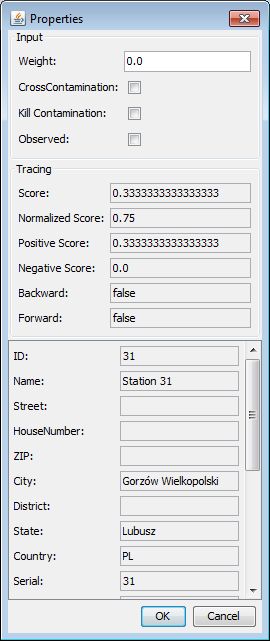 Properties
Input
Weight: 0.0
CrossContamination:
Kill Contamination:
Observed:
Tracing
Score: 0.3333333333333333
Normalized Score: 0.75
Positive Score: 0.3333333333333333
Negative Score: 0.0
Backward: false
Forward: false
ID: 31
Name: Station 31
Street:
HouseNumber:
ZIP:
City: Gorzów Wielkopolski
District:
State: Lubusz
Country: PL
Serial: 31
OK Cancel